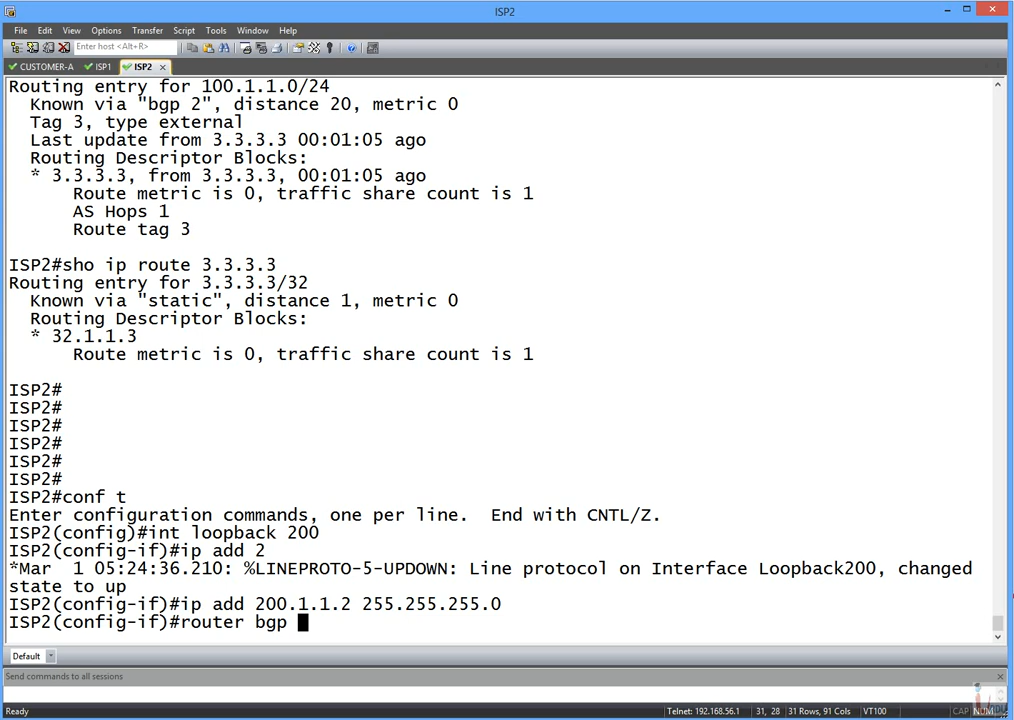 ISP2
File Edit View Options Transfer Script Tools Window Help
Enter host <Alt+R>
CUSTOMER-A ISP1 ISP2
Routing entry for 100.1.1.0/24
Known via "bgp 2", distance 20, metric 0
Tag 3, type external
Last update from 3.3.3.3 00:01:05 ago
Routing Descriptor Blocks:
* 3.3.3.3, from 3.3.3.3, 00:01:05 ago
Route metric is 0, traffic share count is 1
AS Hops 1
Route tag 3
ISP2#sho ip route 3.3.3.3
Routing entry for 3.3.3.3/32
Known via "static", distance 1, metric 0
Routing Descriptor Blocks:
* 32.1.1.3
Route metric is 0, traffic share count is 1
ISP2#
ISP2#
ISP2#
ISP2#
ISP2#
ISP2#
ISP2#conf t
Enter configuration commands, one per line.  End with CNTL/Z.
ISP2(config)#int loopback 200
ISP2(config-if)#ip add 2
*Mar  1 05:24:36.210: %LINEPROTO-5-UPDOWN: Line protocol on Interface Loopback200, changed
state to up
ISP2(config-if)#ip add 200.1.1.2 255.255.255.0
ISP2(config-if)#router bgp
Default
Send commands to all sessions
Ready Telnet: 192.168.56.1 31, 28 31 Rows, 91 Cols VT100 CAP NUM